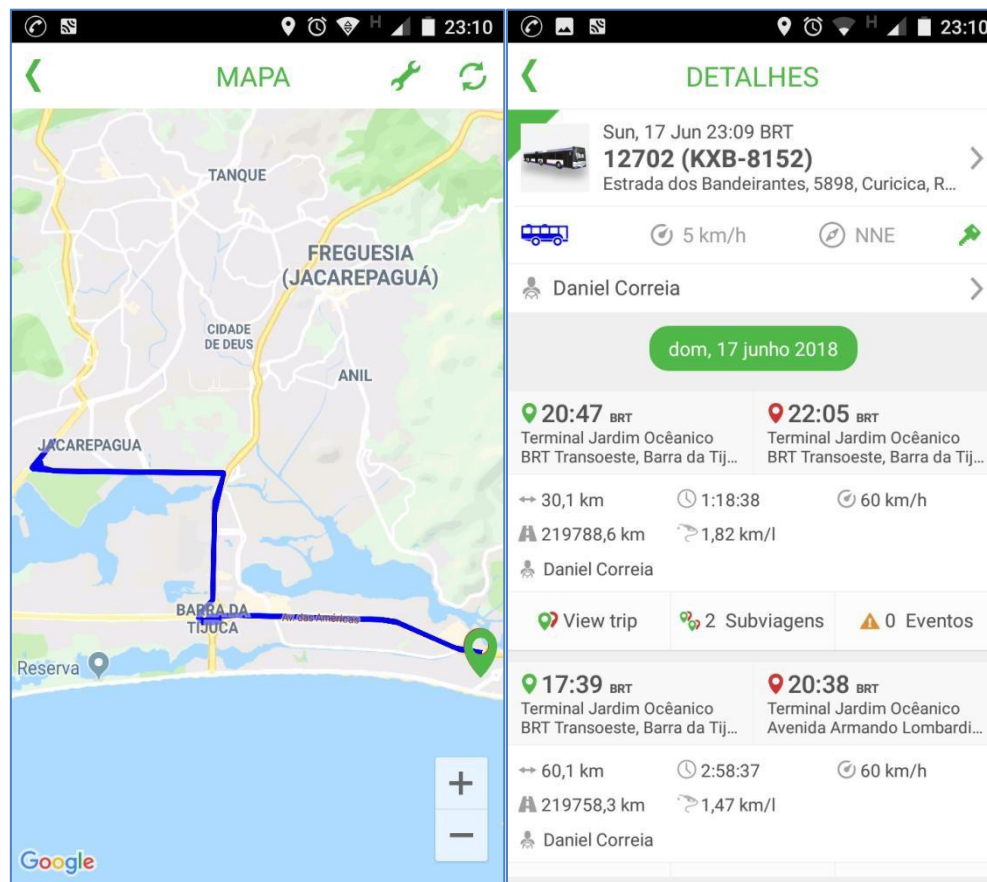 H 23:10
MAPA
TANQUE
FREGUESIA
(JACAREPAGUÁ)
CIDADE
DE DEUS
ANIL
JACAREPAGUA
BARRA DA
TIJUCA
Av. das Américas
Reserva
+
−
Google
H 23:10
DETALHES
Sun, 17 Jun 23:09 BRT
12702 (KXB-8152)
Estrada dos Bandeirantes, 5898, Curicica, R...
5 km/h NNE
Daniel Correia
dom, 17 junho 2018
20:47 BRT 22:05 BRT
Terminal Jardim Ocêanico Terminal Jardim Ocêanico
BRT Transoeste, Barra da Tij... BRT Transoeste, Barra da Tij...
30,1 km 1:18:38 60 km/h
219788,6 km 1,82 km/l
Daniel Correia
View trip 2 Subviagens 0 Eventos
17:39 BRT 20:38 BRT
Terminal Jardim Ocêanico Terminal Jardim Ocêanico
BRT Transoeste, Barra da Tij... Avenida Armando Lombardi...
60,1 km 2:58:37 60 km/h
219758,3 km 1,47 km/l
Daniel Correia